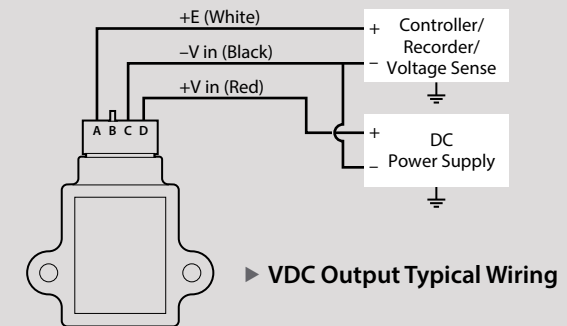 +E (White)
–V in (Black)
+V in (Red)
+
–
Controller/
Recorder/
Voltage Sense
A B C D
+
–
DC
Power Supply
▶ VDC Output Typical Wiring